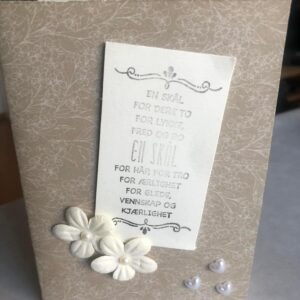 EN SKÅL
FOR DERE TO
FOR LYKKE,
FRED OG RO
EN SKÅL
FOR HÅP FOR TRO
FOR ÆRLIGHET
FOR GLEDE,
VENNSKAP OG
KJÆRLIGHET